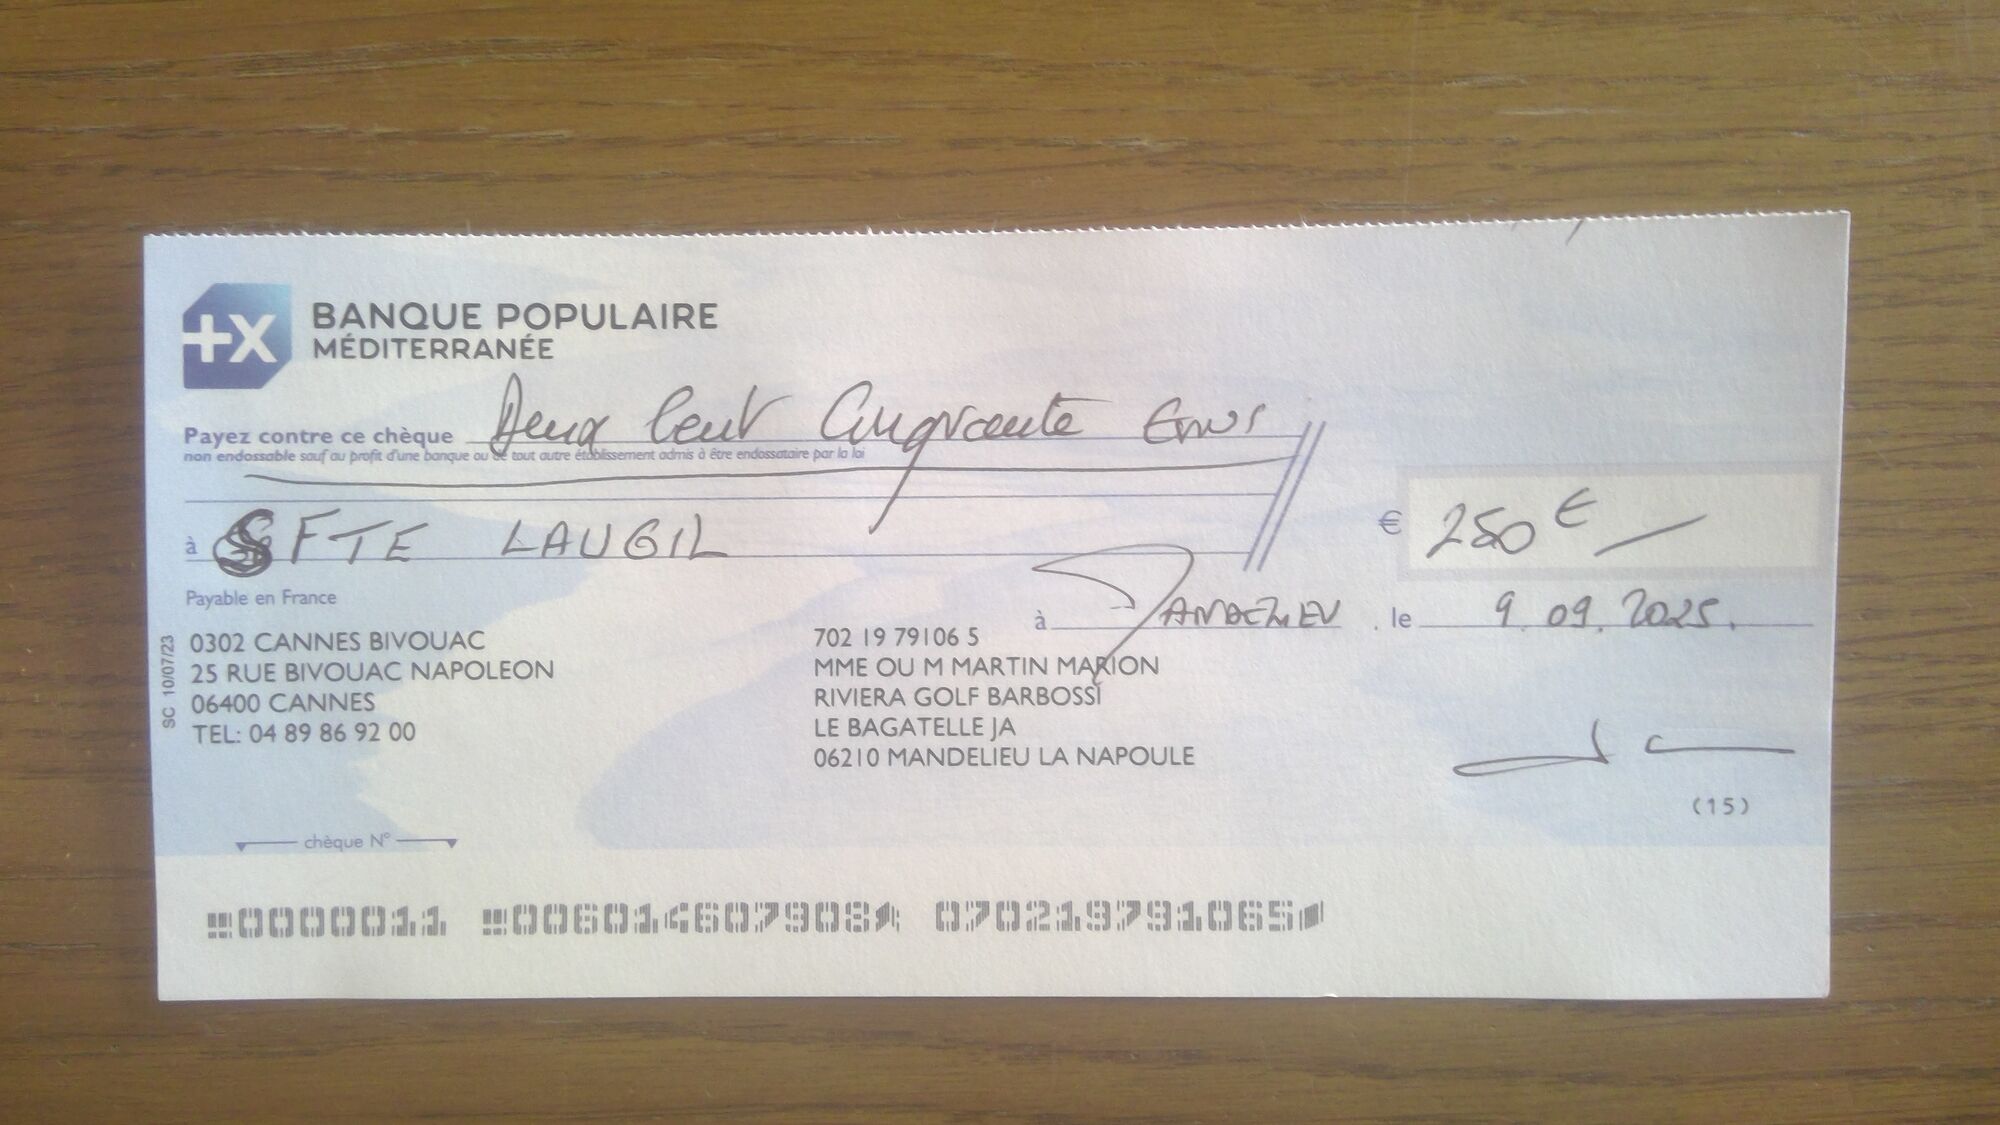 BANQUE POPULAIRE
MÉDITERRANÉE
Payez contre ce chèque Deux Cent Cinquante Euros
non endossable sauf au profit d'une banque ou de tout autre établissement admis à être endossataire par la loi
à SFTE LAUGIL
€ 250 € —
Payable en France
à MANDELIEU le 9.09.2025.
0302 CANNES BIVOUAC
25 RUE BIVOUAC NAPOLEON
06400 CANNES
TEL: 04 89 86 92 00
SC 10/07/23
702 19 79106 5
MME OU M MARTIN MARION
RIVIERA GOLF BARBOSSI
LE BAGATELLE JA
06210 MANDELIEU LA NAPOULE
(15)
chèque N°
0000011 006014607908 070219791065